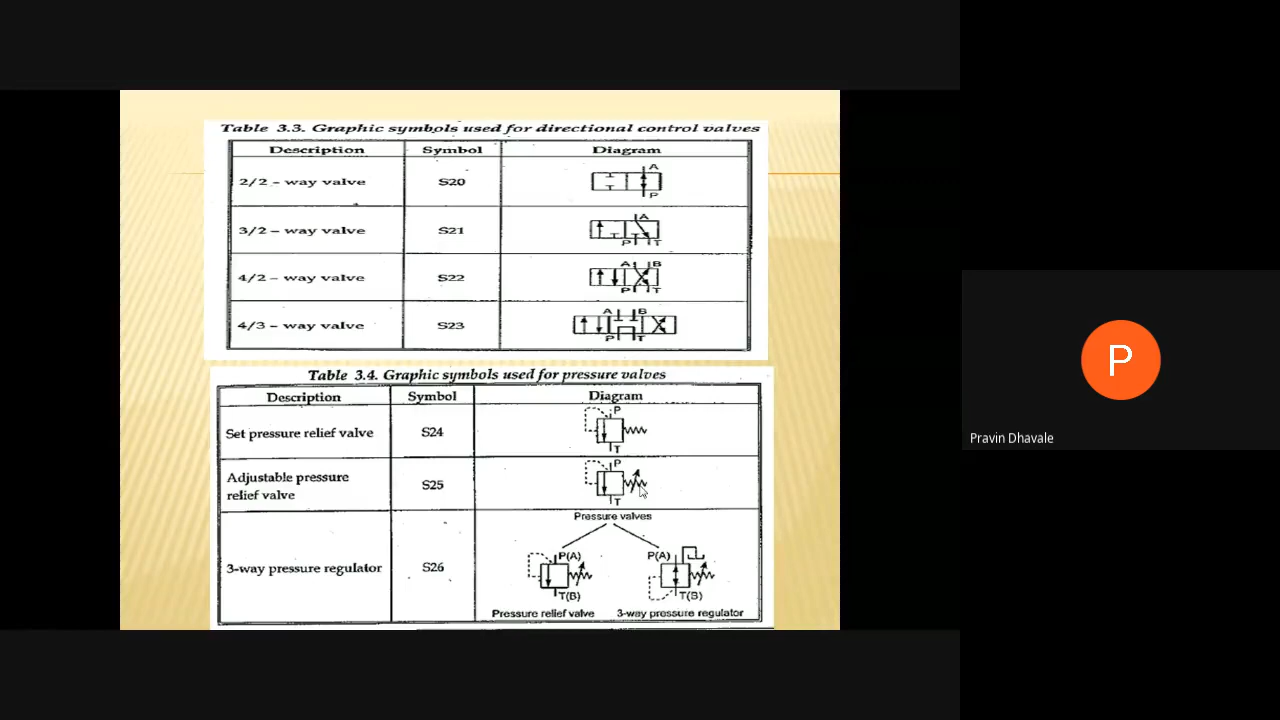 Table 3.3. Graphic symbols used for directional control valves
Description Symbol Diagram
2/2 – way valve S20
A
P
3/2 – way valve S21
A
P T
4/2 – way valve S22
A B
P T
4/3 – way valve S23
A B
P T
Table 3.4. Graphic symbols used for pressure valves
Description Symbol Diagram
Set pressure relief valve S24
P
T
Adjustable pressure
relief valve
S25
P
T
3-way pressure regulator S26
Pressure valves
P(A) P(A)
T(B) T(B)
Pressure relief valve 3-way pressure regulator
P
Pravin Dhavale